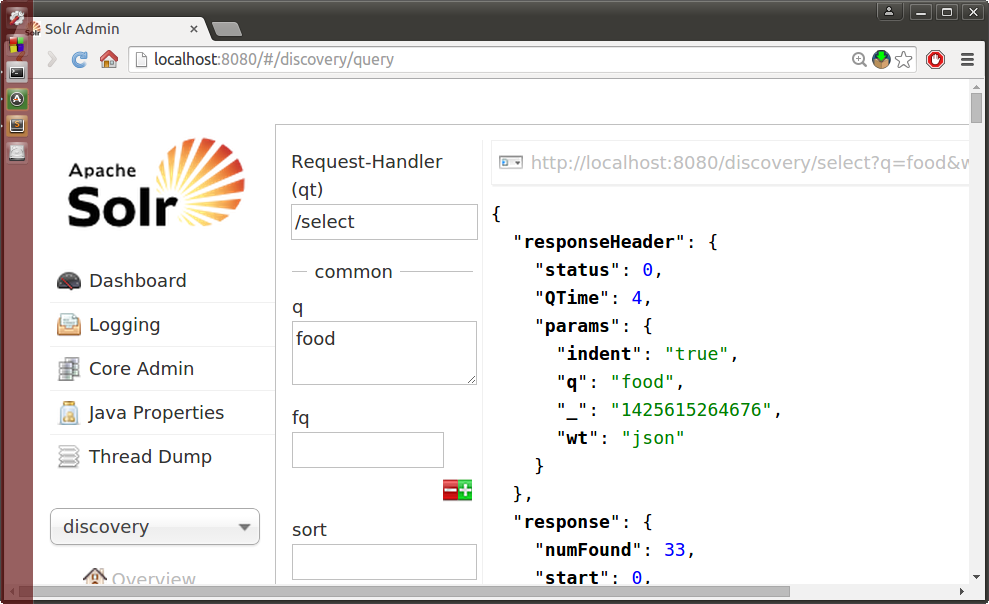 Solr Admin
localhost:8080/#/discovery/query
Apache
Solr
Dashboard
Logging
Core Admin
Java Properties
Thread Dump
discovery
Overview
Request-Handler
(qt)
/select
common
q
food
fq
sort
http://localhost:8080/discovery/select?q=food&w
{
"responseHeader": {
"status": 0,
"QTime": 4,
"params": {
"indent": "true",
"q": "food",
"_": "1425615264676",
"wt": "json"
}
},
"response": {
"numFound": 33,
"start": 0,